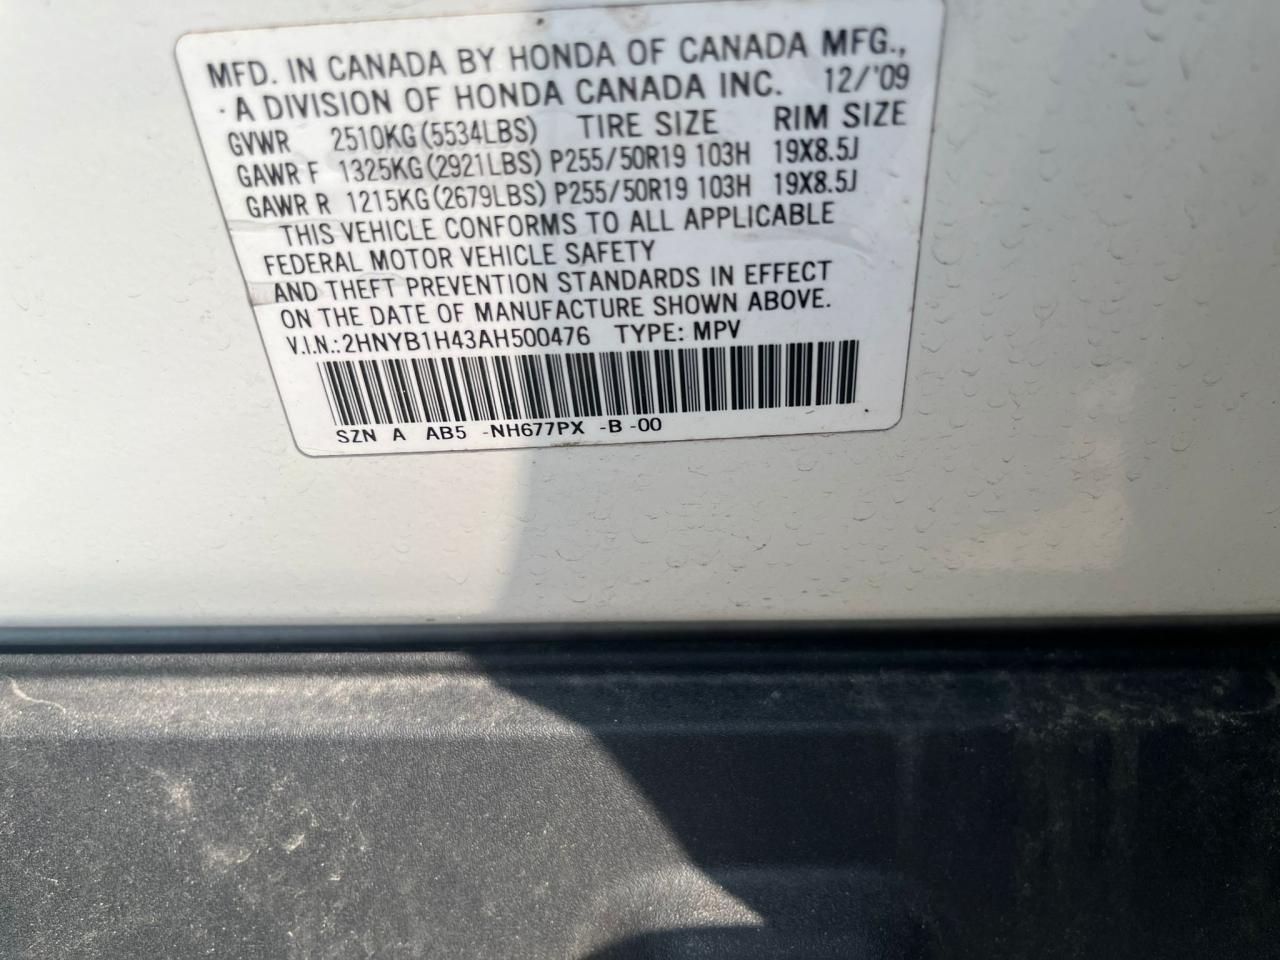 MFD. IN CANADA BY HONDA OF CANADA MFG.,
A DIVISION OF HONDA CANADA INC. 12/'09
GVWR 2510KG(5534LBS) TIRE SIZE RIM SIZE
GAWR F 1325KG(2921LBS) P255/50R19 103H 19X8.5J
GAWR R 1215KG(2679LBS) P255/50R19 103H 19X8.5J
THIS VEHICLE CONFORMS TO ALL APPLICABLE
FEDERAL MOTOR VEHICLE SAFETY
AND THEFT PREVENTION STANDARDS IN EFFECT
ON THE DATE OF MANUFACTURE SHOWN ABOVE.
V.I.N.:2HNYB1H43AH500476 TYPE: MPV
SZN A AB5 -NH677PX -B -00